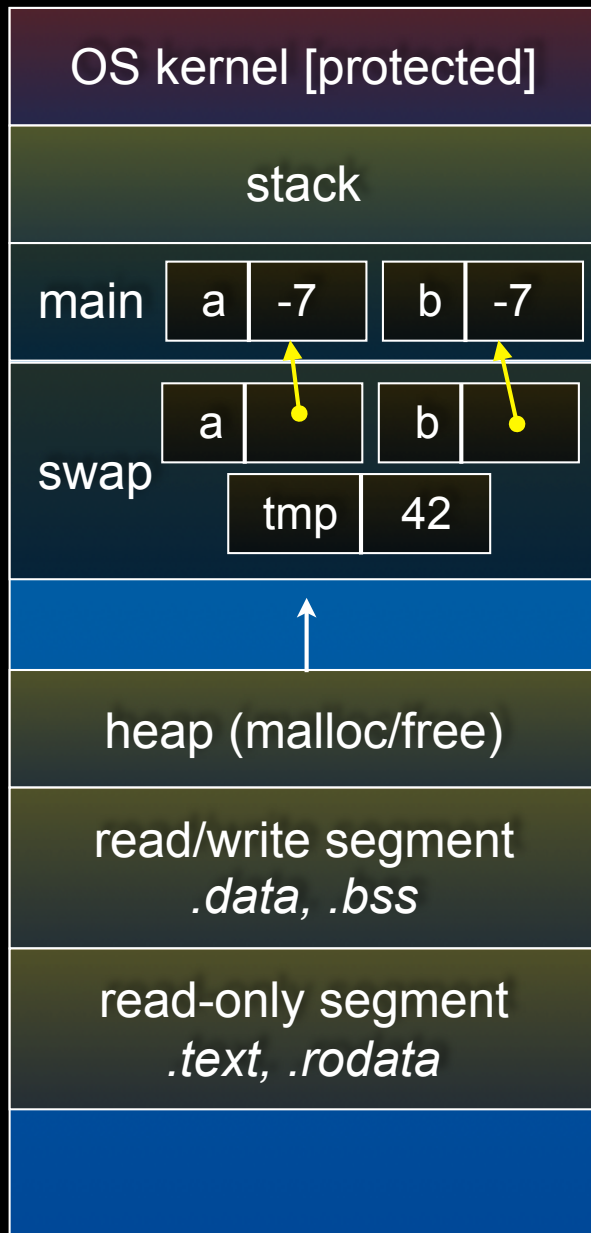 OS kernel [protected]
stack
main a -7 b -7
a b
swap
tmp 42
heap (malloc/free)
read/write segment
.data, .bss
read-only segment
.text, .rodata